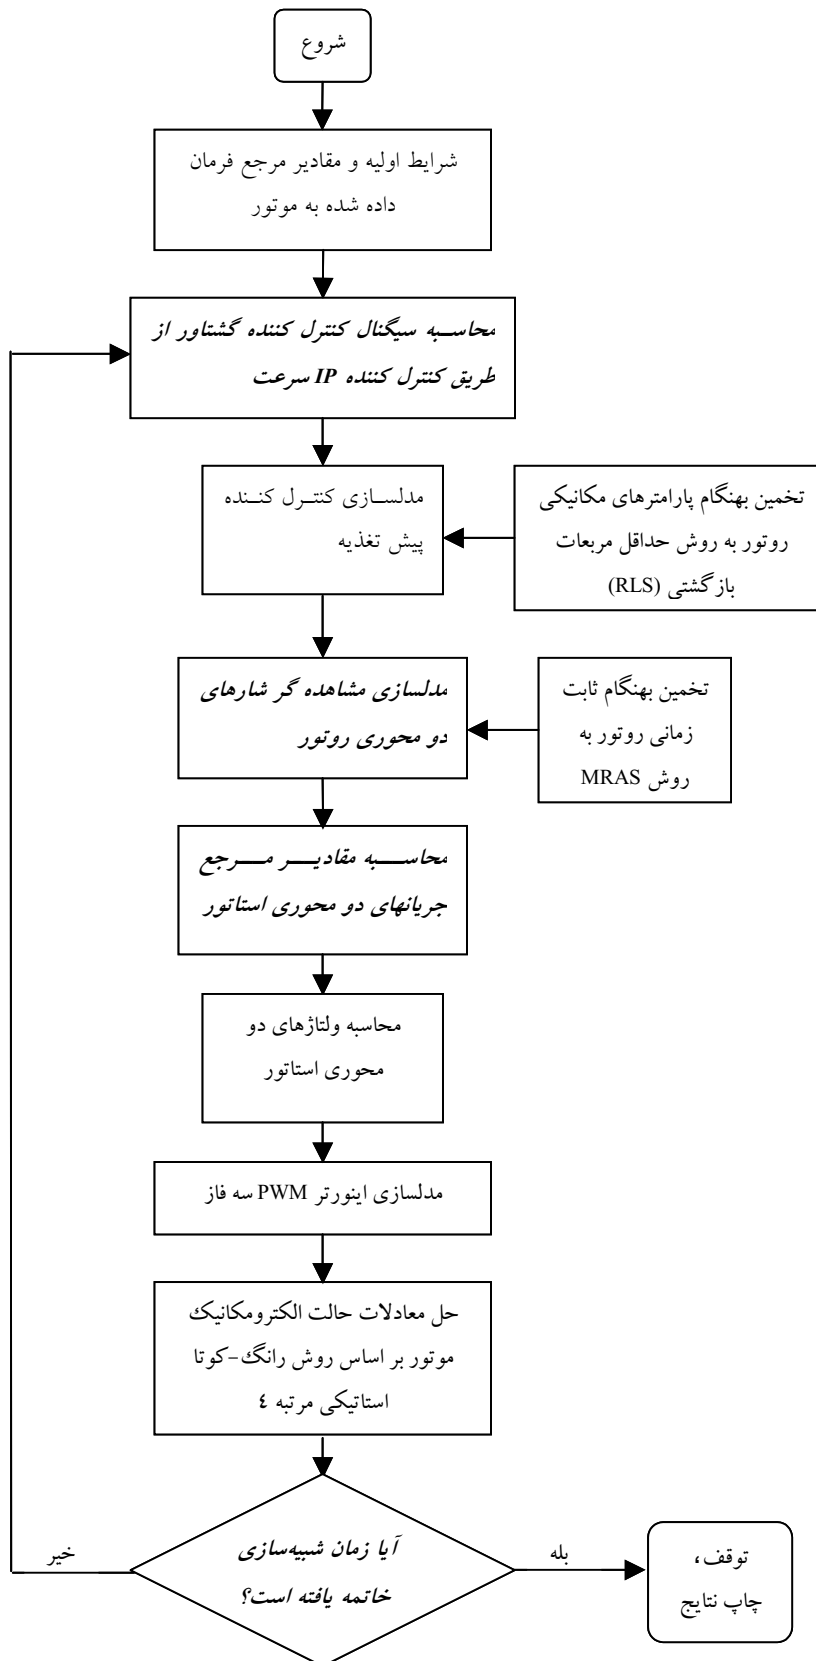 شروع
شرایط اولیه و مقادیر مرجع فرمان
داده شده به موتور
محاسبه سیگنال کنترل کننده گشتاور از
طریق کنترل کننده IP سرعت
مدلسازی کنترل کننده
پیش تغذیه
تخمین بهنگام پارامترهای مکانیکی
روتور به روش حداقل مربعات
بازگشتی (RLS)
مدلسازی مشاهده گر شارهای
دو محوری روتور
تخمین بهنگام ثابت
زمانی روتور به
روش MRAS
محاسبه مقادیر مرجع
جریانهای دو محوری استاتور
محاسبه ولتاژهای دو
محوری استاتور
مدلسازی اینورتر PWM سه فاز
حل معادلات حالت الکترومکانیک
موتور بر اساس روش رانگ-کوتا
استاتیکی مرتبه ٤
آیا زمان شبیه‌سازی
خاتمه یافته است؟
خیر
بله
توقف،
چاپ نتایج